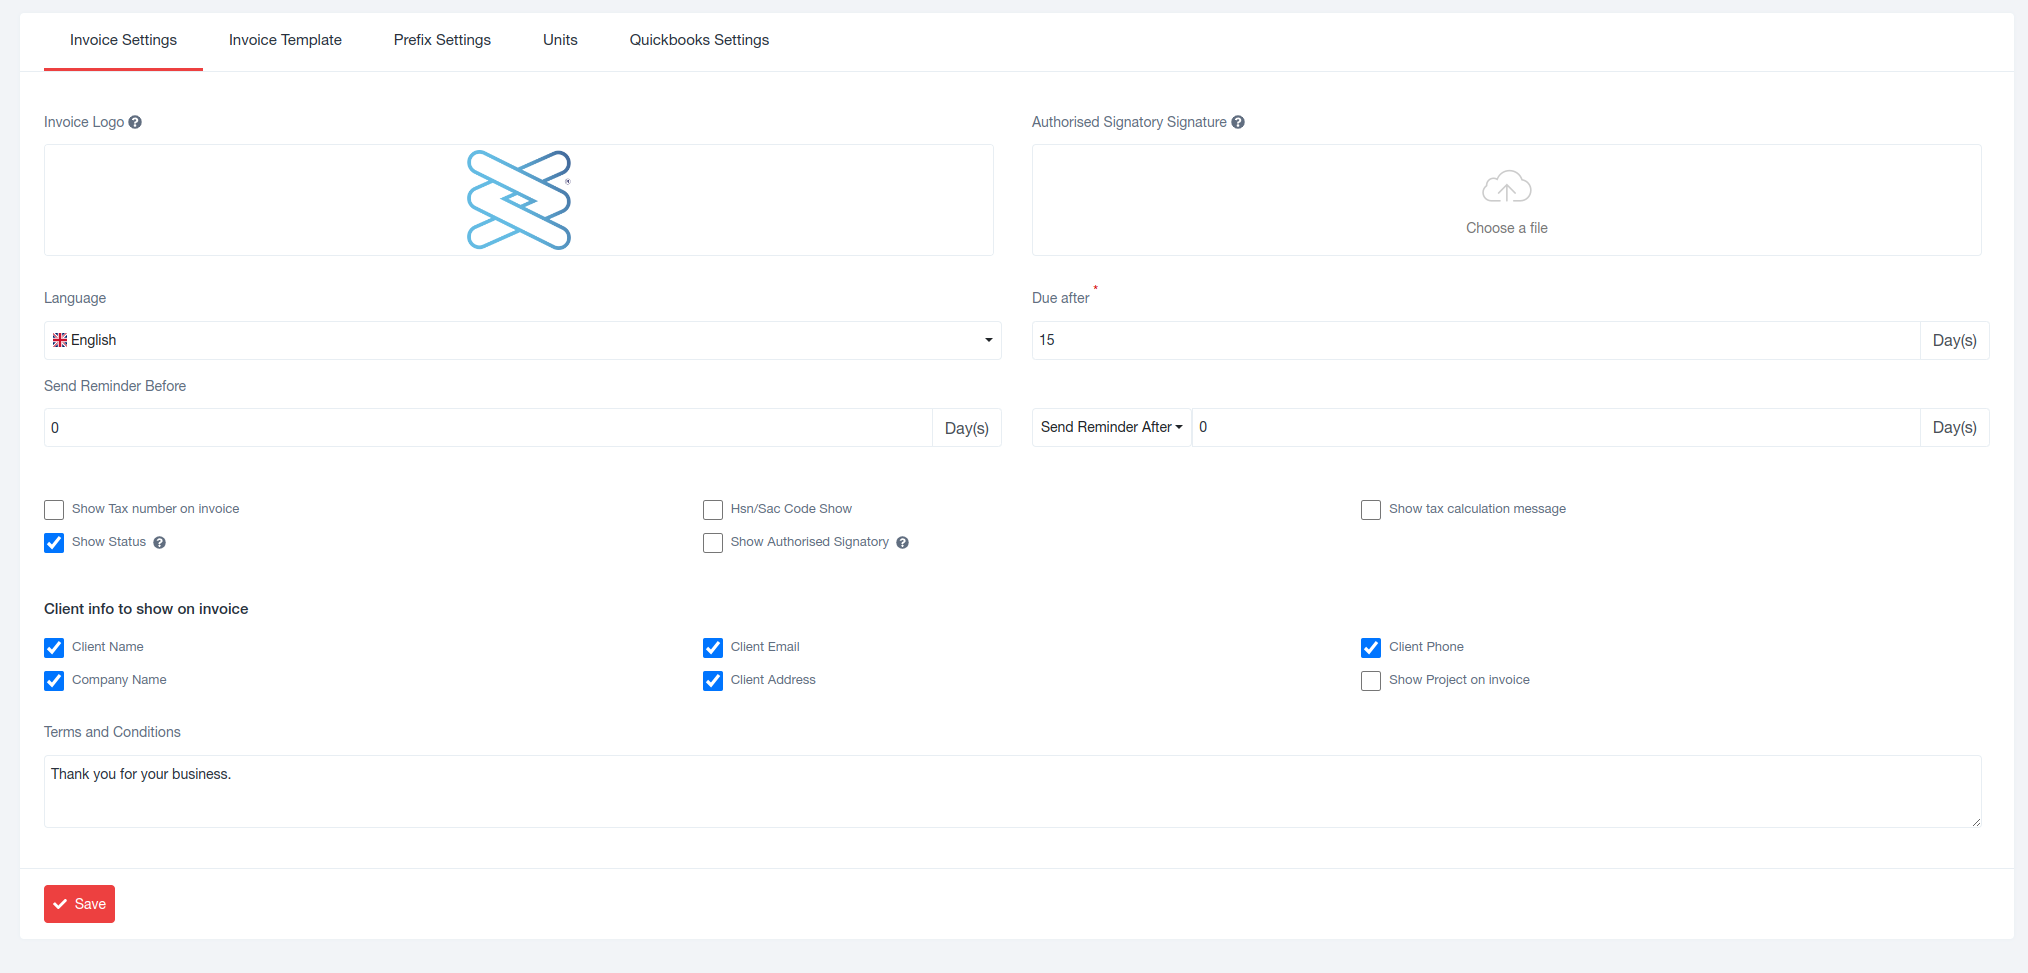 Invoice Settings
Invoice Template
Prefix Settings
Units
Quickbooks Settings
Invoice Logo
Authorised Signatory Signature
Choose a file
Language
Due after *
English
15
Day(s)
Send Reminder Before
0
Day(s)
Send Reminder After
0
Day(s)
Show Tax number on invoice
Hsn/Sac Code Show
Show tax calculation message
Show Status
Show Authorised Signatory
Client info to show on invoice
Client Name
Client Email
Client Phone
Company Name
Client Address
Show Project on invoice
Terms and Conditions
Thank you for your business.
Save